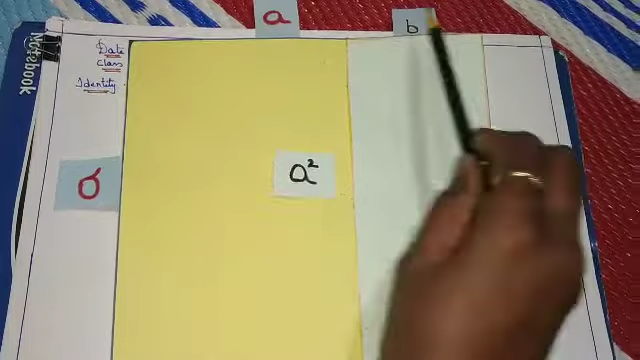 a
b
Notebook
Date
Class
Identity
a
a²